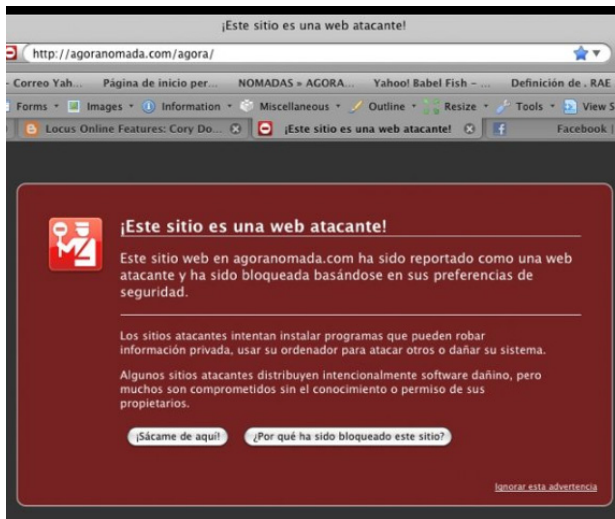 ¡Este sitio es una web atacante!
http://agoranomada.com/agora/
- Correo Yah... Página de inicio per... NOMADAS » AGORA... Yahoo! Babel Fish - ... Definición de . RAE
Forms Images Information Miscellaneous Outline Resize Tools View S
Locus Online Features: Cory Do... ¡Este sitio es una web atacante! Facebook |
¡Este sitio es una web atacante!
Este sitio web en agoranomada.com ha sido reportado como una web
atacante y ha sido bloqueada basándose en sus preferencias de
seguridad.
Los sitios atacantes intentan instalar programas que pueden robar
información privada, usar su ordenador para atacar otros o dañar su sistema.
Algunos sitios atacantes distribuyen intencionalmente software dañino, pero
muchos son comprometidos sin el conocimiento o permiso de sus
propietarios.
¡Sácame de aquí! ¿Por qué ha sido bloqueado este sitio?
Ignorar esta advertencia